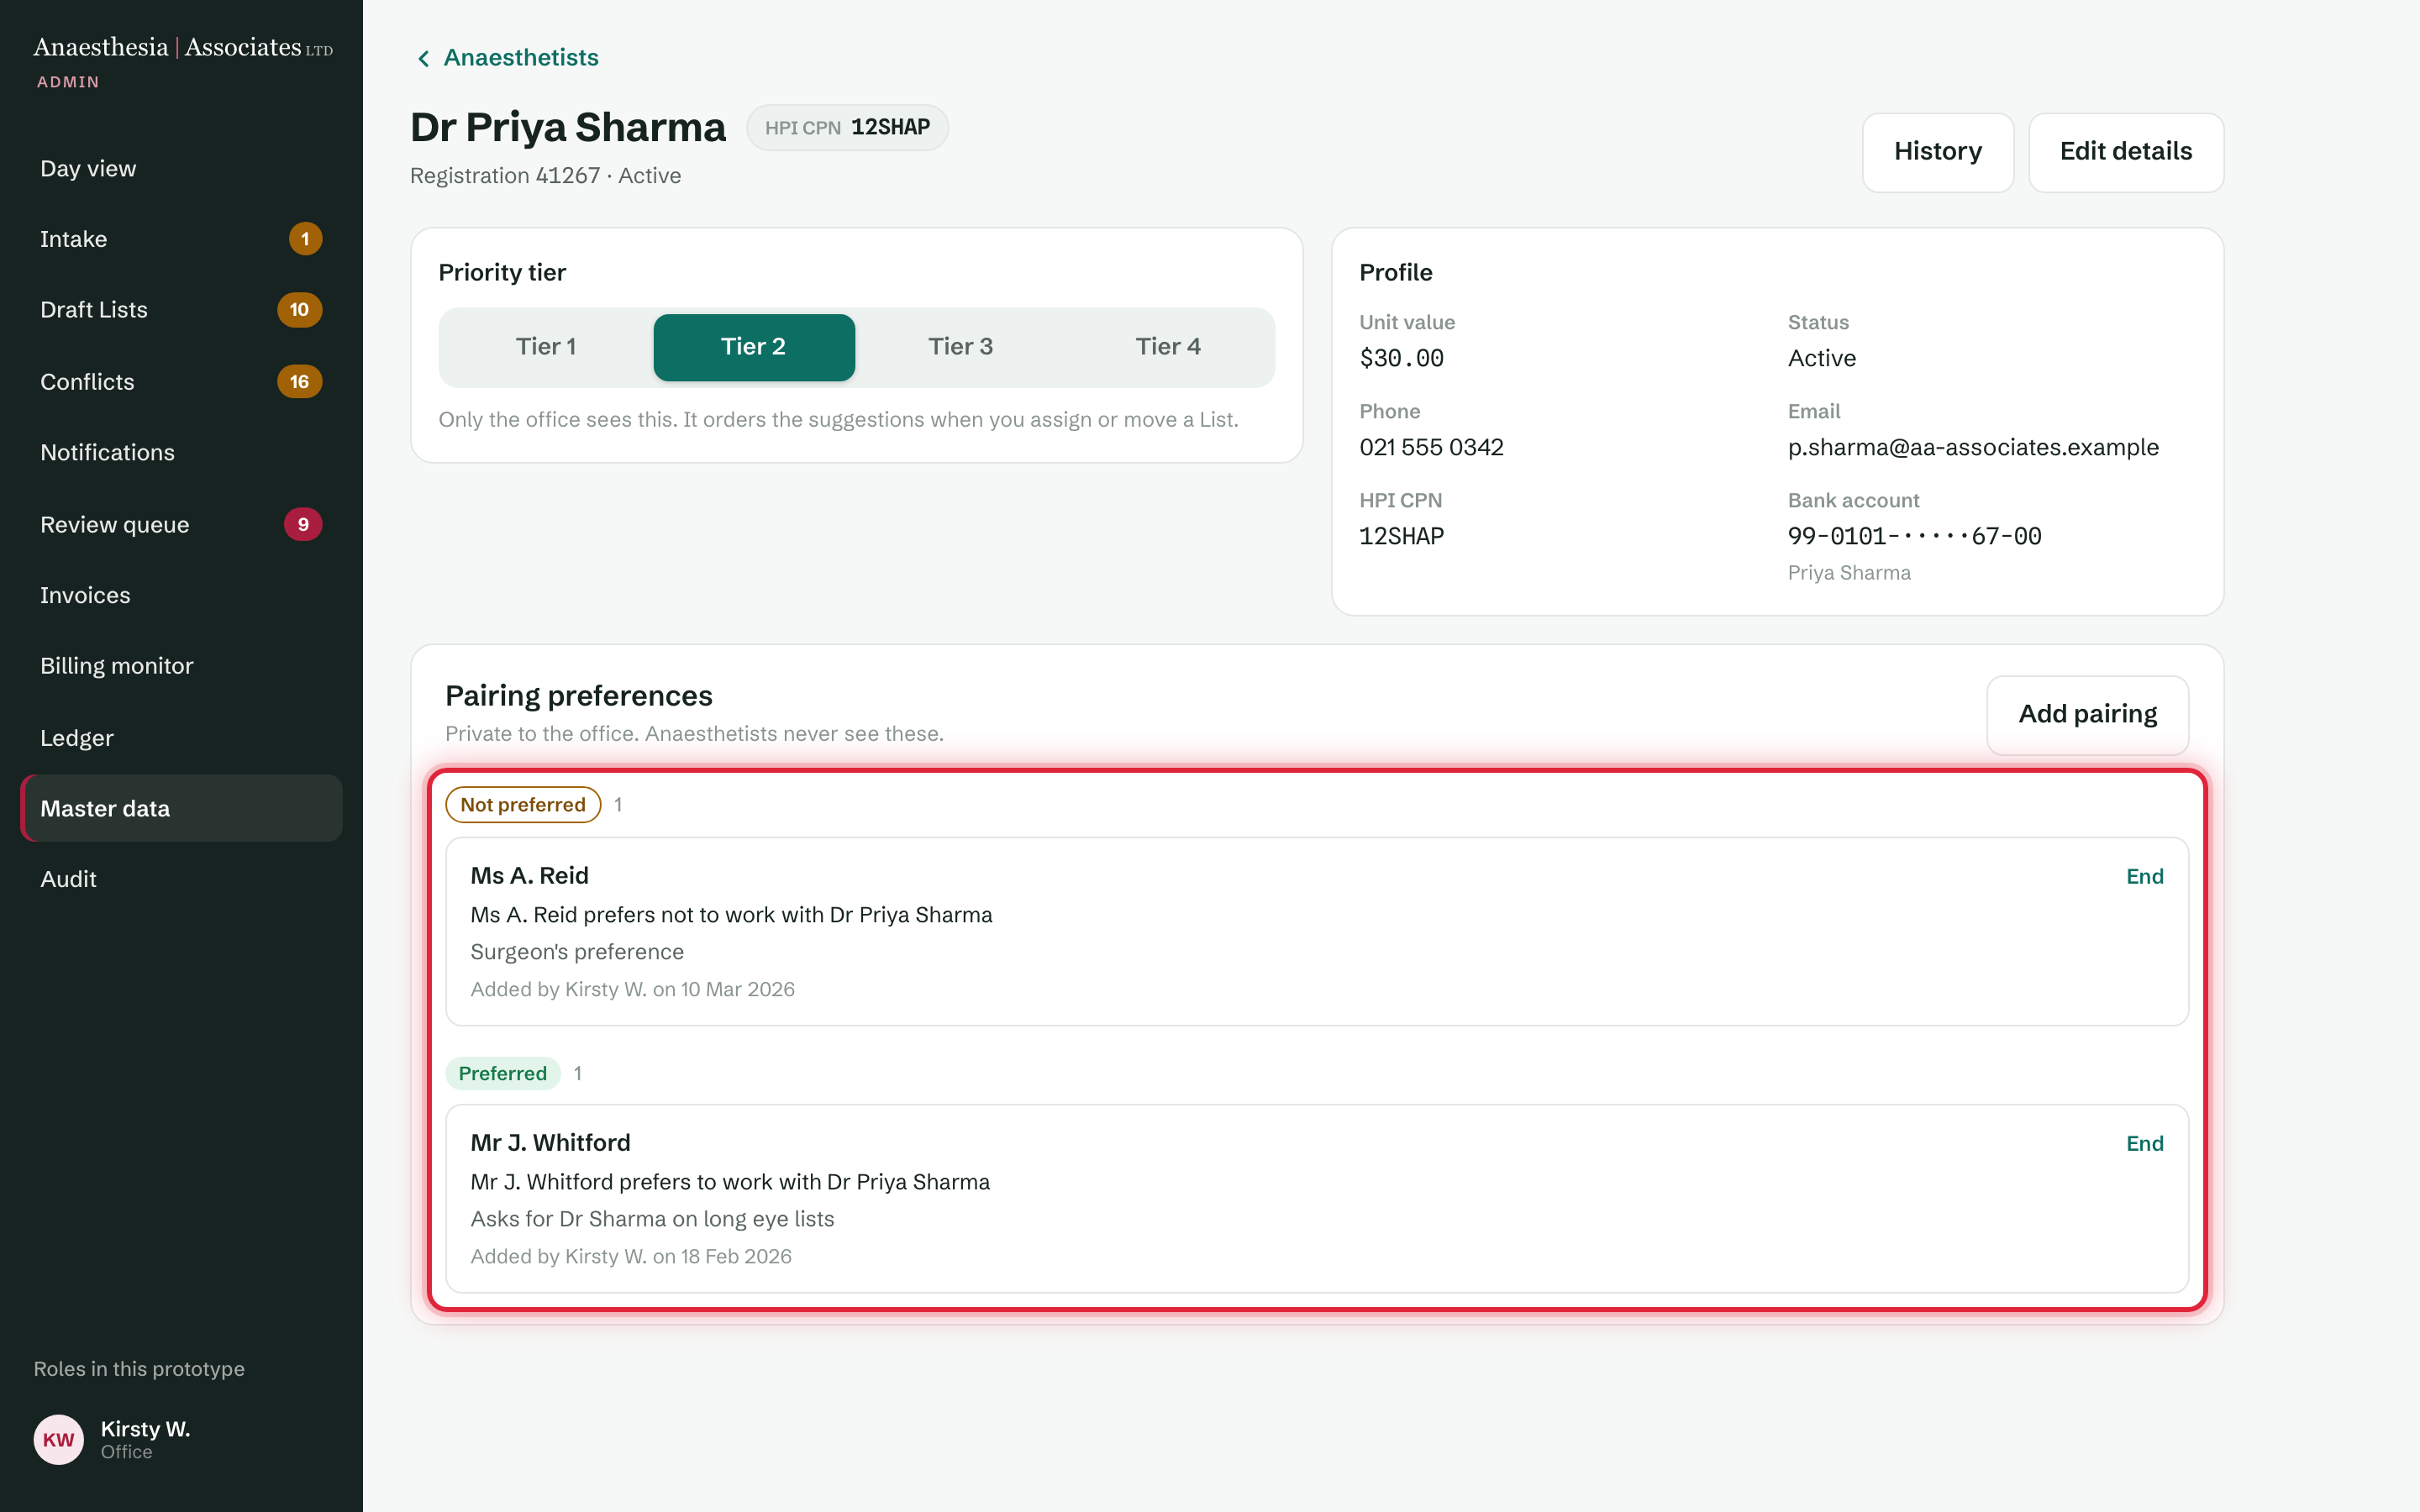 Anaesthesia | Associates LTD
ADMIN
Day view
Intake 1
Draft Lists 10
Conflicts 16
Notifications
Review queue 9
Invoices
Billing monitor
Ledger
Master data
Audit
Roles in this prototype
KW Kirsty W.
Office
Anaesthetists
Dr Priya Sharma HPI CPN 12SHAP
Registration 41267 · Active
History Edit details
Priority tier
Tier 1 Tier 2 Tier 3 Tier 4
Only the office sees this. It orders the suggestions when you assign or move a List.
Profile
Unit value Status
$30.00 Active
Phone Email
021 555 0342 p.sharma@aa-associates.example
HPI CPN Bank account
12SHAP 99-0101-·····67-00
Priya Sharma
Pairing preferences
Private to the office. Anaesthetists never see these.
Add pairing
Not preferred 1
Ms A. Reid End
Ms A. Reid prefers not to work with Dr Priya Sharma
Surgeon's preference
Added by Kirsty W. on 10 Mar 2026
Preferred 1
Mr J. Whitford End
Mr J. Whitford prefers to work with Dr Priya Sharma
Asks for Dr Sharma on long eye lists
Added by Kirsty W. on 18 Feb 2026